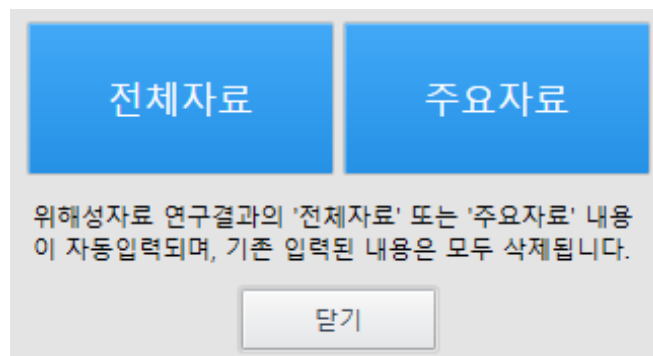 전체자료
주요자료
위해성자료 연구결과의 '전체자료' 또는 '주요자료' 내용
이 자동입력되며, 기존 입력된 내용은 모두 삭제됩니다.
닫기